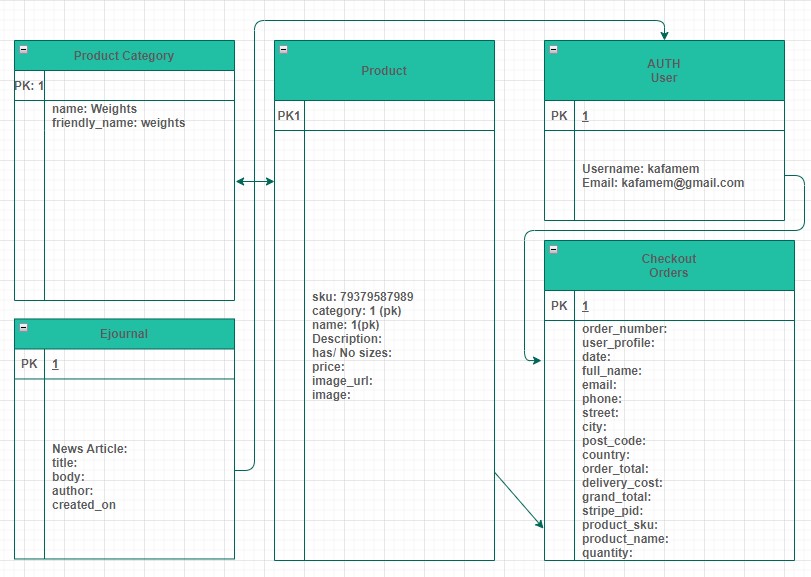 Product Category
PK: 1
name: Weights
friendly_name: weights
Ejournal
PK 1
News Article:
title:
body:
author:
created_on
Product
PK1
sku: 79379587989
category: 1 (pk)
name: 1(pk)
Description:
has/ No sizes:
price:
image_url:
image:
AUTH
User
PK 1
Username: kafamem
Email: kafamem@gmail.com
Checkout
Orders
PK 1
order_number:
user_profile:
date:
full_name:
email:
phone:
street:
city:
post_code:
country:
order_total:
delivery_cost:
grand_total:
stripe_pid:
product_sku:
product_name:
quantity: